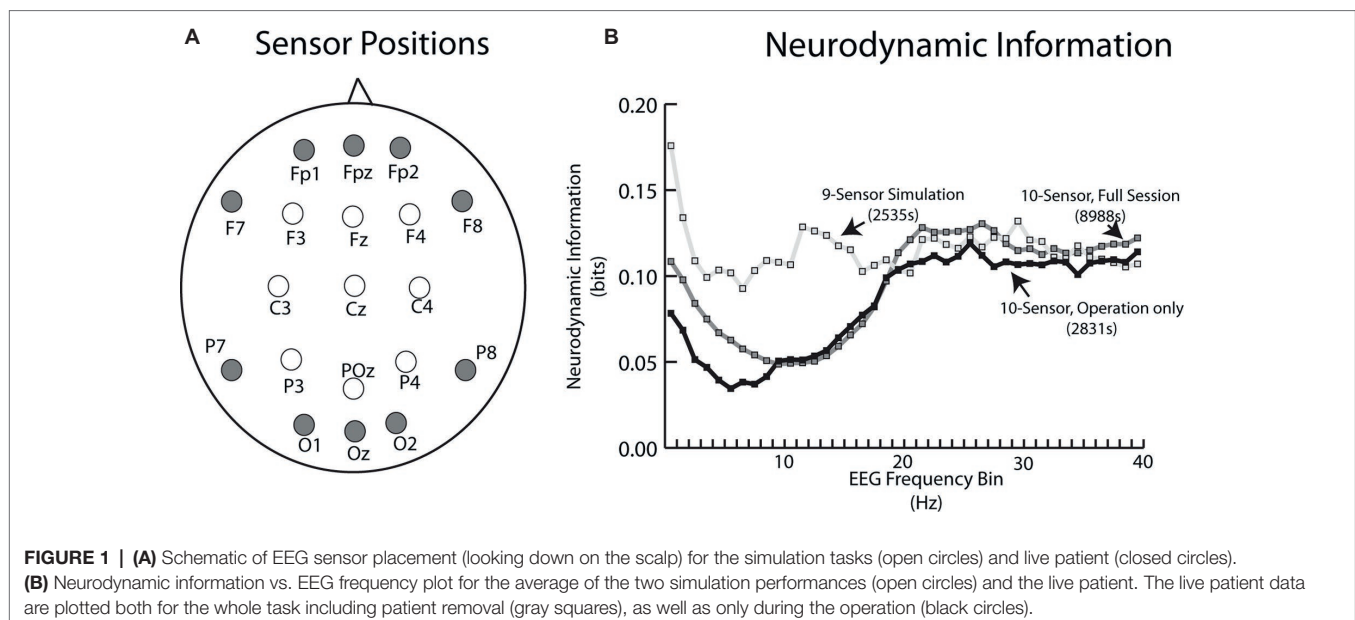 A
Sensor Positions
Fp1
Fpz
Fp2
F7
F3
Fz
F4
F8
C3
Cz
C4
P7
P3
POz
P4
P8
O1
Oz
O2
B
Neurodynamic Information
Neurodynamic Information
(bits)
0.20
0.15
0.10
0.05
0.00
9-Sensor Simulation
(2535s)
10-Sensor, Full Session
(8988s)
10-Sensor, Operation only
(2831s)
10
20
30
40
EEG Frequency Bin
(Hz)
FIGURE 1 | (A) Schematic of EEG sensor placement (looking down on the scalp) for the simulation tasks (open circles) and live patient (closed circles).
(B) Neurodynamic information vs. EEG frequency plot for the average of the two simulation performances (open circles) and the live patient. The live patient data
are plotted both for the whole task including patient removal (gray squares), as well as only during the operation (black circles).